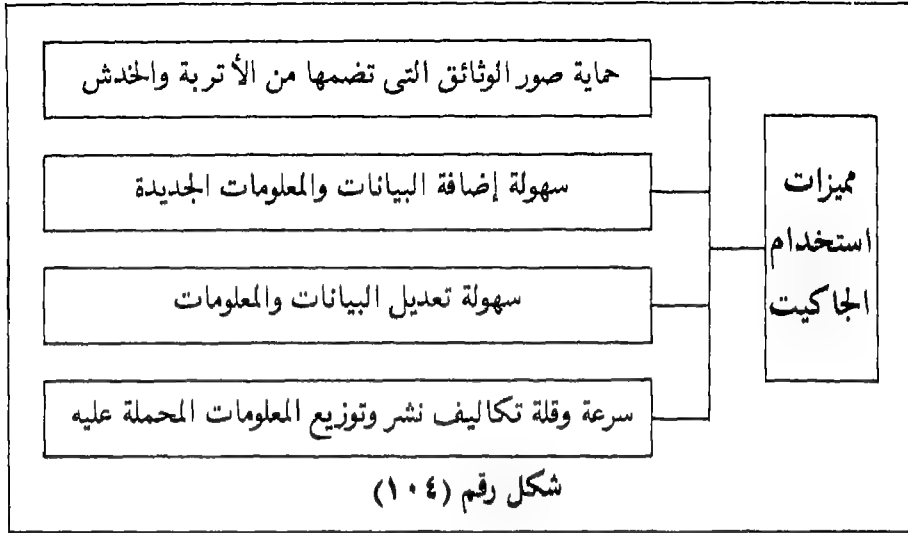 مميزات
استخدام
الجاكيت
حماية صور الوثائق التى تضمها من الأتربة والخدش
سهولة إضافة البيانات والمعلومات الجديدة
سهولة تعديل البيانات والمعلومات
سرعة وقلة تكاليف نشر وتوزيع المعلومات المحملة عليه
شكل رقم (١٠٤)